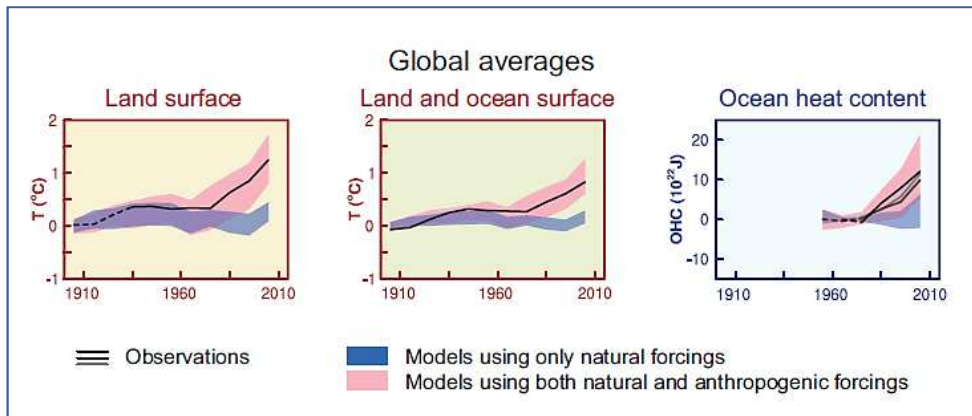 Global averages
Land surface
Land and ocean surface
Ocean heat content
2
1
0
-1
T (°C)
1910
1960
2010
2
1
0
-1
T (°C)
1910
1960
2010
20
10
0
-10
OHC (10²²J)
1910
1960
2010
Observations
Models using only natural forcings
Models using both natural and anthropogenic forcings